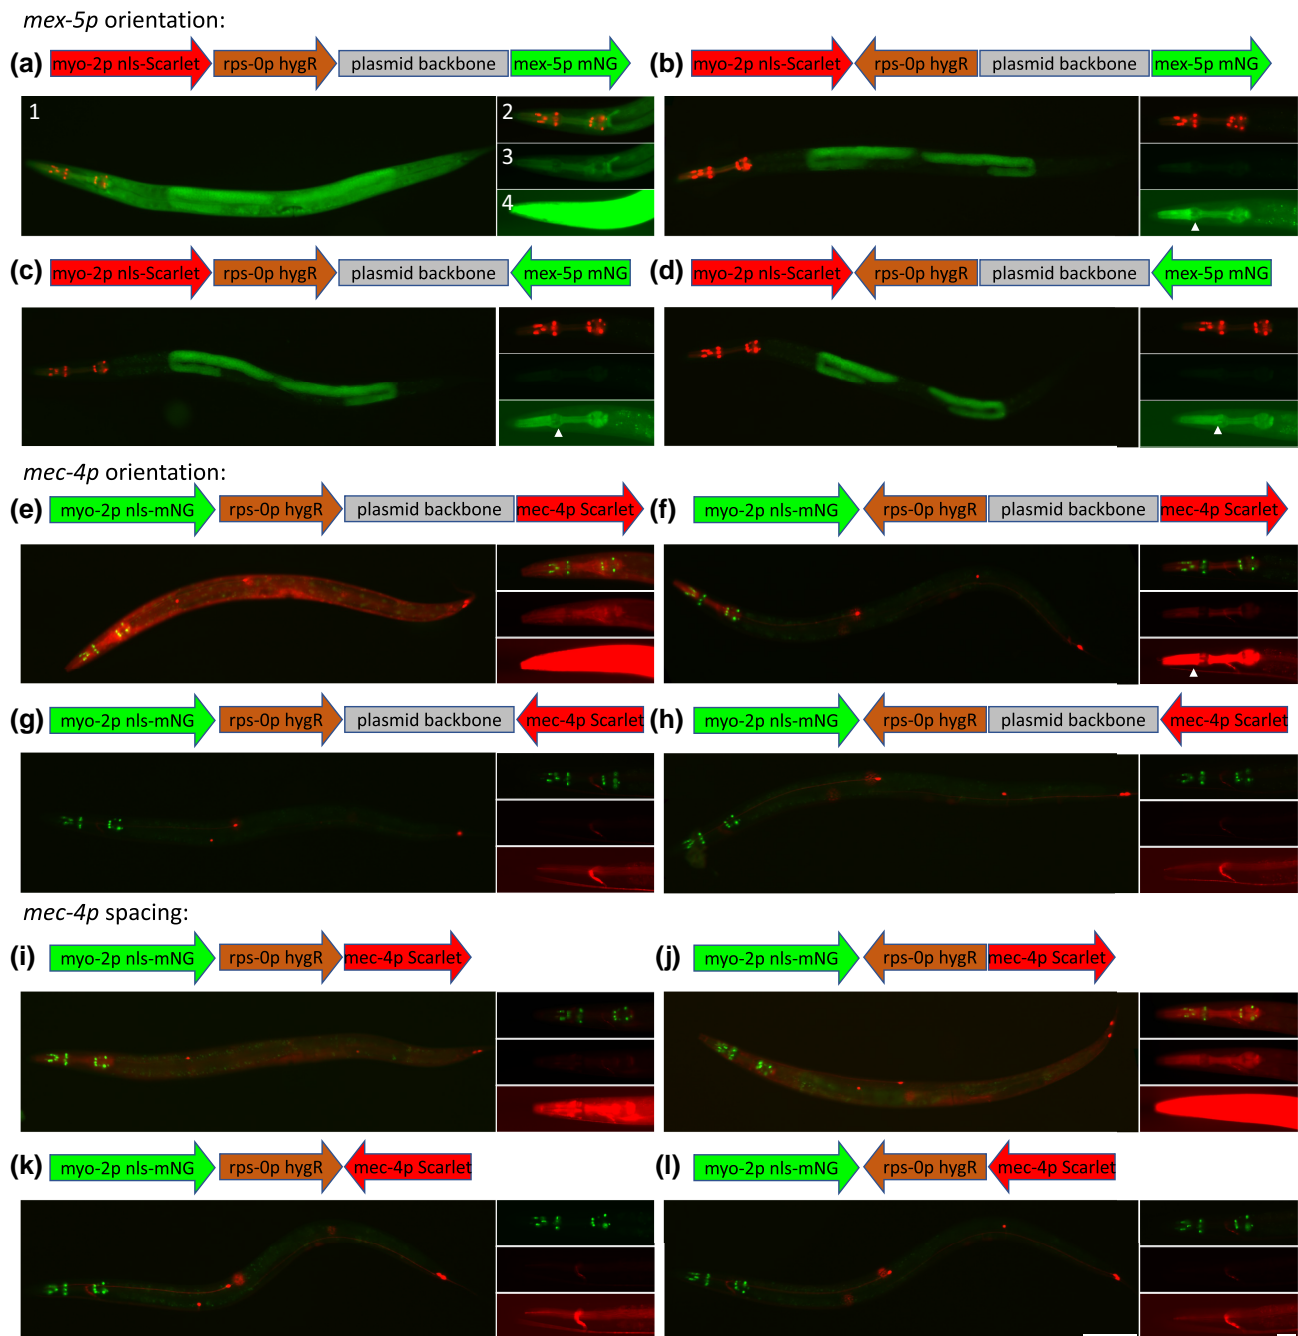 mex-5p orientation:
(a) myo-2p nls-Scarlet rps-0p hygR plasmid backbone mex-5p mNG
(b) myo-2p nls-Scarlet rps-0p hygR plasmid backbone mex-5p mNG
1
2
3
4
(c) myo-2p nls-Scarlet rps-0p hygR plasmid backbone mex-5p mNG
(d) myo-2p nls-Scarlet rps-0p hygR plasmid backbone mex-5p mNG
mec-4p orientation:
(e) myo-2p nls-mNG rps-0p hygR plasmid backbone mec-4p Scarlet
(f) myo-2p nls-mNG rps-0p hygR plasmid backbone mec-4p Scarlet
(g) myo-2p nls-mNG rps-0p hygR plasmid backbone mec-4p Scarlet
(h) myo-2p nls-mNG rps-0p hygR plasmid backbone mec-4p Scarlet
mec-4p spacing:
(i) myo-2p nls-mNG rps-0p hygR mec-4p Scarlet
(j) myo-2p nls-mNG rps-0p hygR mec-4p Scarlet
(k) myo-2p nls-mNG rps-0p hygR mec-4p Scarlet
(l) myo-2p nls-mNG rps-0p hygR mec-4p Scarlet